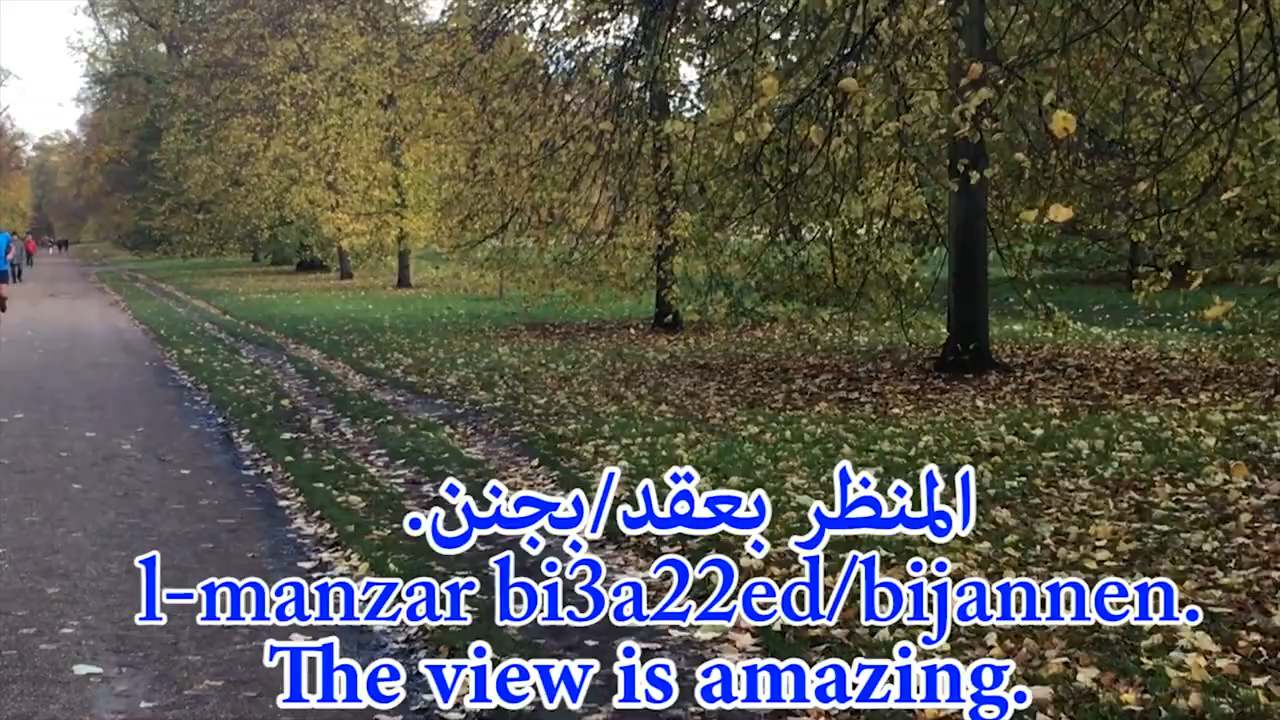 المنظر بعقد/بجنن.
l-manzar bi3a22ed/bijannen.
The view is amazing.